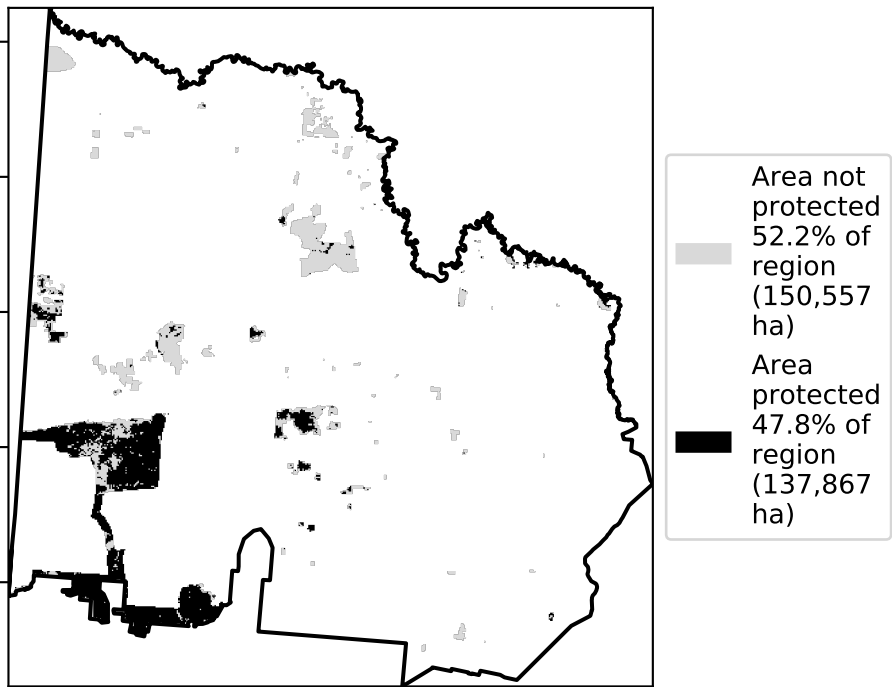 Area not
protected
52.2% of
region
(150,557
ha)
Area
protected
47.8% of
region
(137,867
ha)